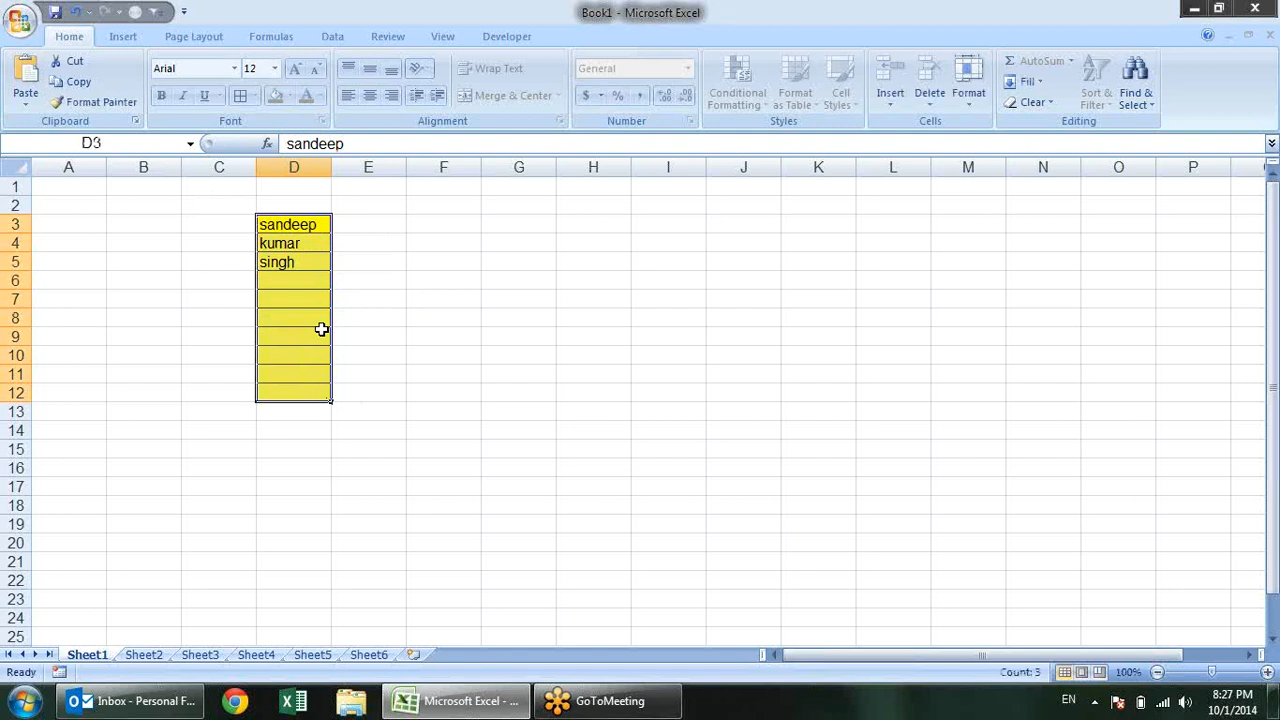 Book1 - Microsoft Excel
Home Insert Page Layout Formulas Data Review View Developer
Paste
Cut
Copy
Format Painter
Clipboard
Arial 12
B I U
Font
Wrap Text
Merge & Center
Alignment
General
$ % ,
Number
Conditional Formatting
Format as Table
Cell Styles
Styles
Insert
Delete
Format
Cells
Σ AutoSum
Fill
Clear
Sort & Filter
Find & Select
Editing
D3 fx sandeep
A B C D E F G H I J K L M N O P
1
2
3 sandeep
4 kumar
5 singh
6
7
8
9
10
11
12
13
14
15
16
17
18
19
20
21
22
23
24
25
Sheet1 Sheet2 Sheet3 Sheet4 Sheet5 Sheet6
Ready Count: 3 100%
Inbox - Personal F... Microsoft Excel - ... GoToMeeting EN 8:27 PM
10/1/2014